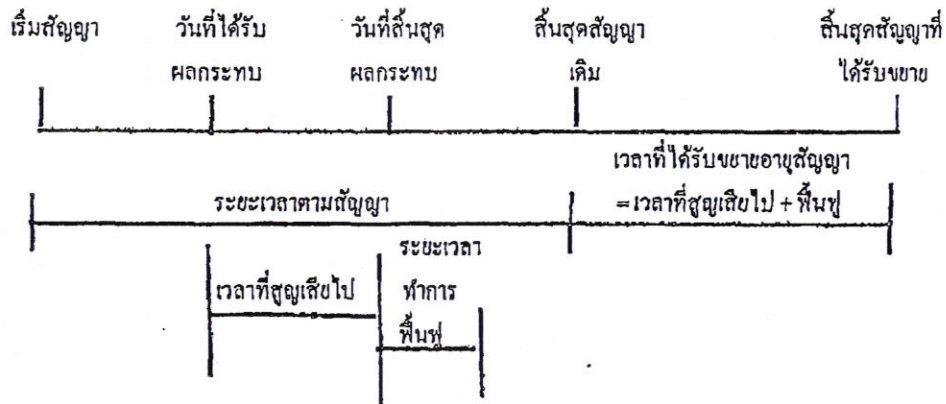 เริ่มสัญญา วันที่ได้รับ วันที่สิ้นสุด สิ้นสุดสัญญา สิ้นสุดสัญญาที่
ผลกระทบ ผลกระทบ เดิม ได้รับขยาย
เวลาที่ได้รับขยายอายุสัญญา
ระยะเวลาตามสัญญา =เวลาที่สูญเสียไป + ฟื้นฟู
ระยะเวลา
เวลาที่สูญเสียไป ทำการ
ฟื้นฟู